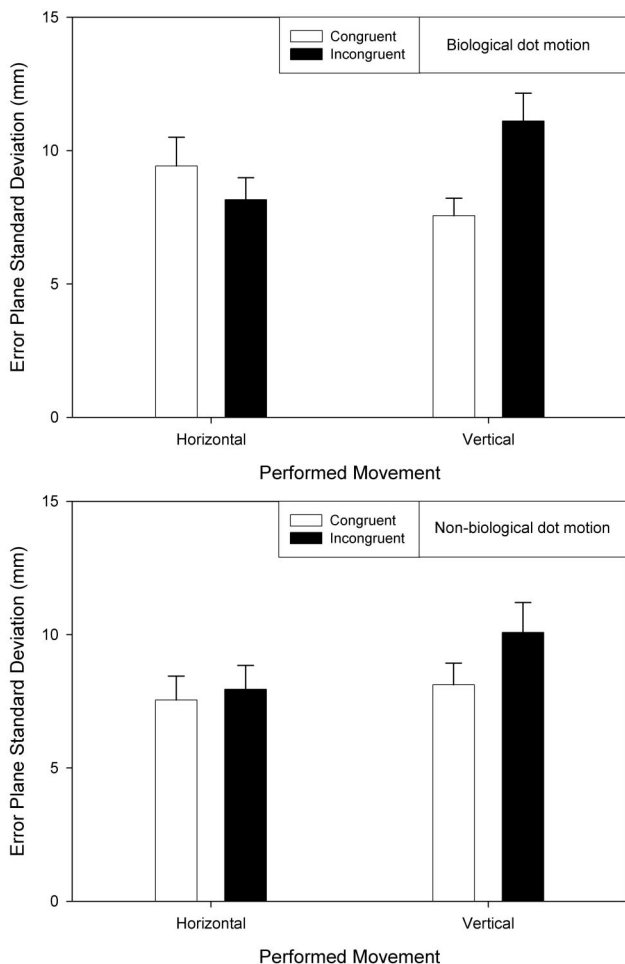 15
10
5
0
Error Plane Standard Deviation (mm)
Congruent
Incongruent
Biological dot motion
Horizontal
Vertical
Performed Movement
15
10
5
0
Error Plane Standard Deviation (mm)
Congruent
Incongruent
Non-biological dot motion
Horizontal
Vertical
Performed Movement